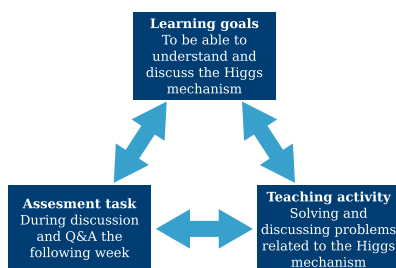 Learning goals
To be able to
understand and
discuss the Higgs
mechanism
Assesment task
During discussion
and Q&A the
following week
Teaching activity
Solving and
discussing problems
related to the Higgs
mechanism